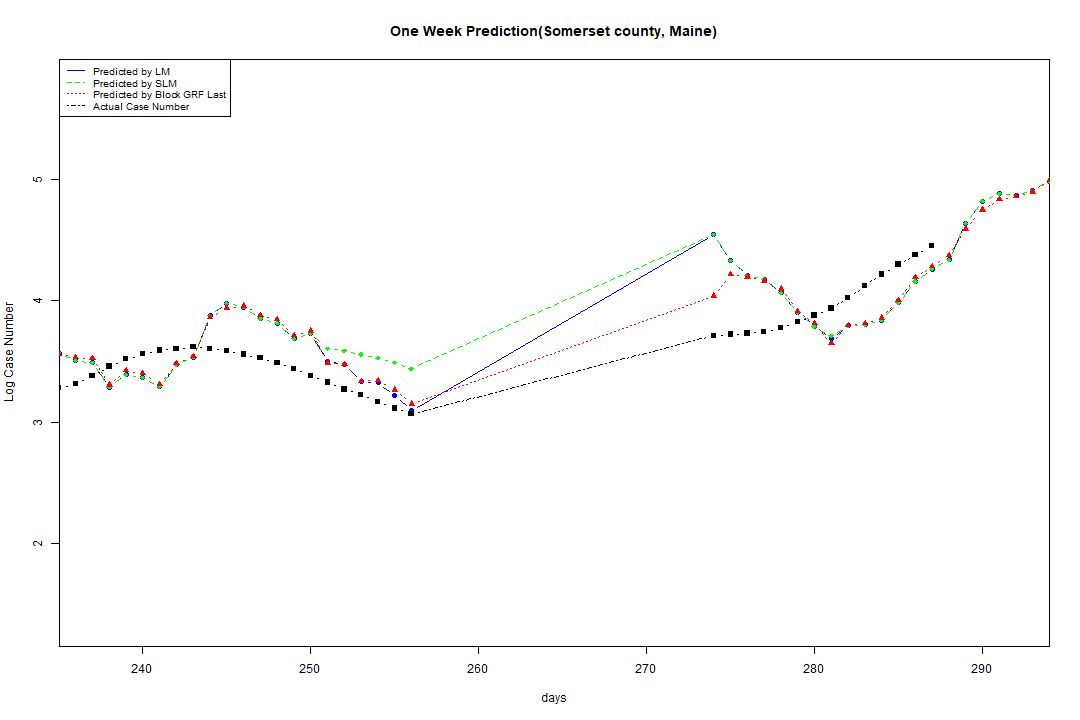 One Week Prediction(Somerset county, Maine)
Predicted by LM
Predicted by SLM
Predicted by Block GRF Last
Actual Case Number
5
4
3
2
Log Case Number
240 250 260 270 280 290
days